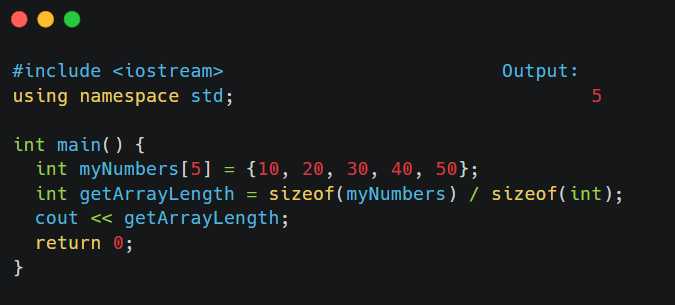 #include <iostream> Output:
using namespace std; 5
int main() {
int myNumbers[5] = {10, 20, 30, 40, 50};
int getArrayLength = sizeof(myNumbers) / sizeof(int);
cout << getArrayLength;
return 0;
}